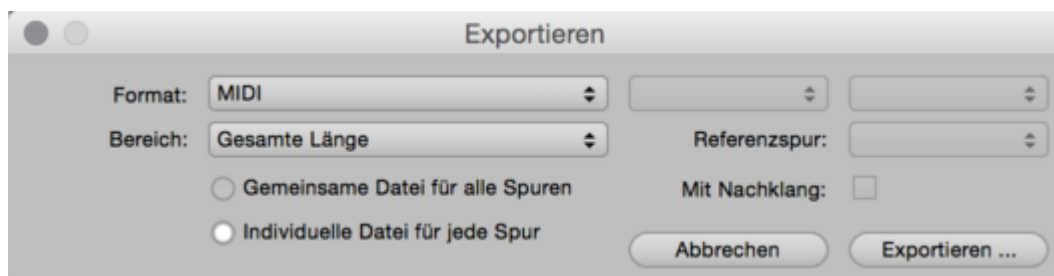 Exportieren
Format: MIDI
Bereich: Gesamte Länge Referenzspur:
Gemeinsame Datei für alle Spuren Mit Nachklang:
Individuelle Datei für jede Spur
Abbrechen Exportieren ...